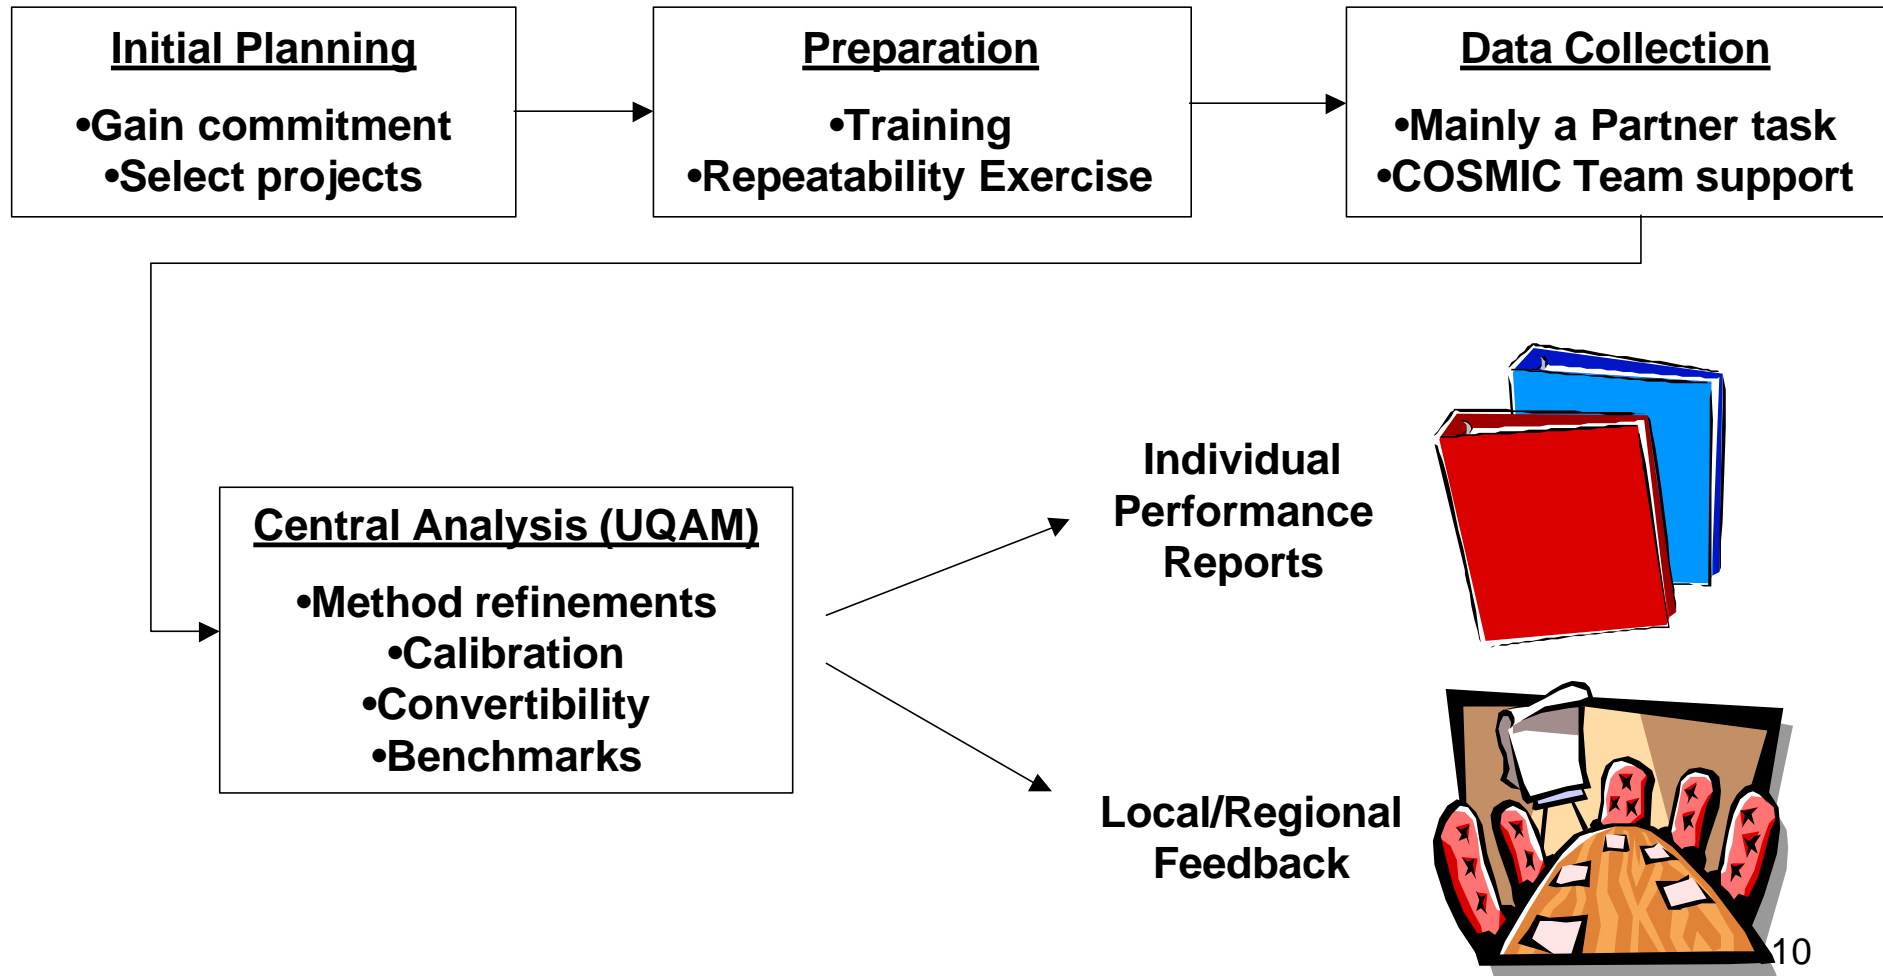 Initial Planning
•Gain commitment
•Select projects
Preparation
•Training
•Repeatability Exercise
Data Collection
•Mainly a Partner task
•COSMIC Team support
Central Analysis (UQAM)
•Method refinements
•Calibration
•Convertibility
•Benchmarks
Individual
Performance
Reports
Local/Regional
Feedback
10